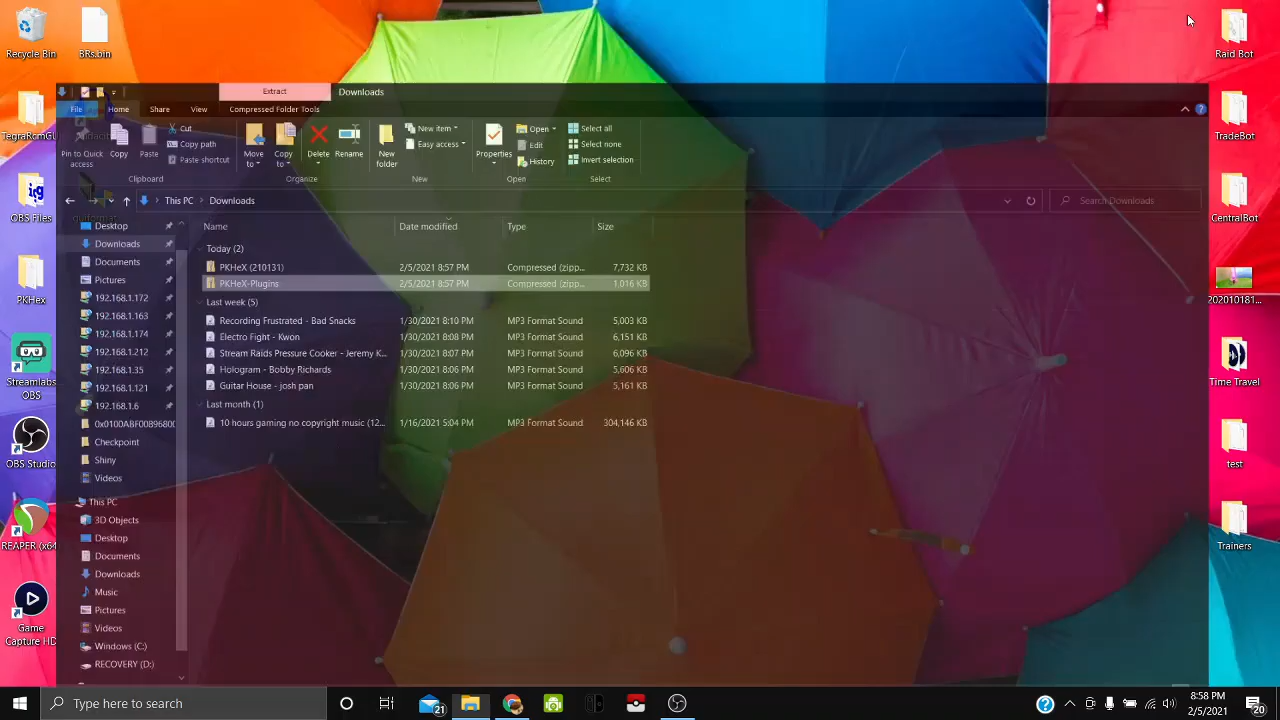 Recycle Bin
BRs.bin
Raid Bot
Extract
Downloads
File
Home
Share
View
Compressed Folder Tools
TegraRcmGU
TradeBot
Pin to Quick access
Copy
Paste
Cut
Copy path
Paste shortcut
Clipboard
Move to
Copy to
Delete
Rename
Organize
New folder
New item
Easy access
New
Properties
Open
Edit
History
Open
Select all
Select none
Invert selection
Select
This PC
Downloads
Search Downloads
OBS Files
guiformat
CentralBot
Name
Date modified
Type
Size
Desktop
Downloads
Documents
Pictures
192.168.1.172
192.168.1.163
192.168.1.174
192.168.1.212
192.168.1.35
192.168.1.121
192.168.1.6
0x0100ABF008968000
Checkpoint
Shiny
Videos
This PC
3D Objects
Desktop
Documents
Downloads
Music
Pictures
Videos
Windows (C:)
RECOVERY (D:)
Today (2)
PKHeX (210131) 2/5/2021 8:57 PM Compressed (zipp... 7,732 KB
PKHeX-Plugins 2/5/2021 8:57 PM Compressed (zipp... 1,016 KB
Last week (5)
Recording Frustrated - Bad Snacks 1/30/2021 8:10 PM MP3 Format Sound 5,003 KB
Electro Fight - Kwon 1/30/2021 8:08 PM MP3 Format Sound 6,151 KB
Stream Raids Pressure Cooker - Jeremy K... 1/30/2021 8:07 PM MP3 Format Sound 6,096 KB
Hologram - Bobby Richards 1/30/2021 8:06 PM MP3 Format Sound 5,606 KB
Guitar House - josh pan 1/30/2021 8:06 PM MP3 Format Sound 5,161 KB
Last month (1)
10 hours gaming no copyright music (12... 1/16/2021 5:04 PM MP3 Format Sound 304,146 KB
PKHeX
202010181...
Streamlabs OBS
Time Travel
OBS Studio
test
REAPER (x64
Trainers
Game Capture HD
Type here to search
21
8:58 PM
2/5/2021
20